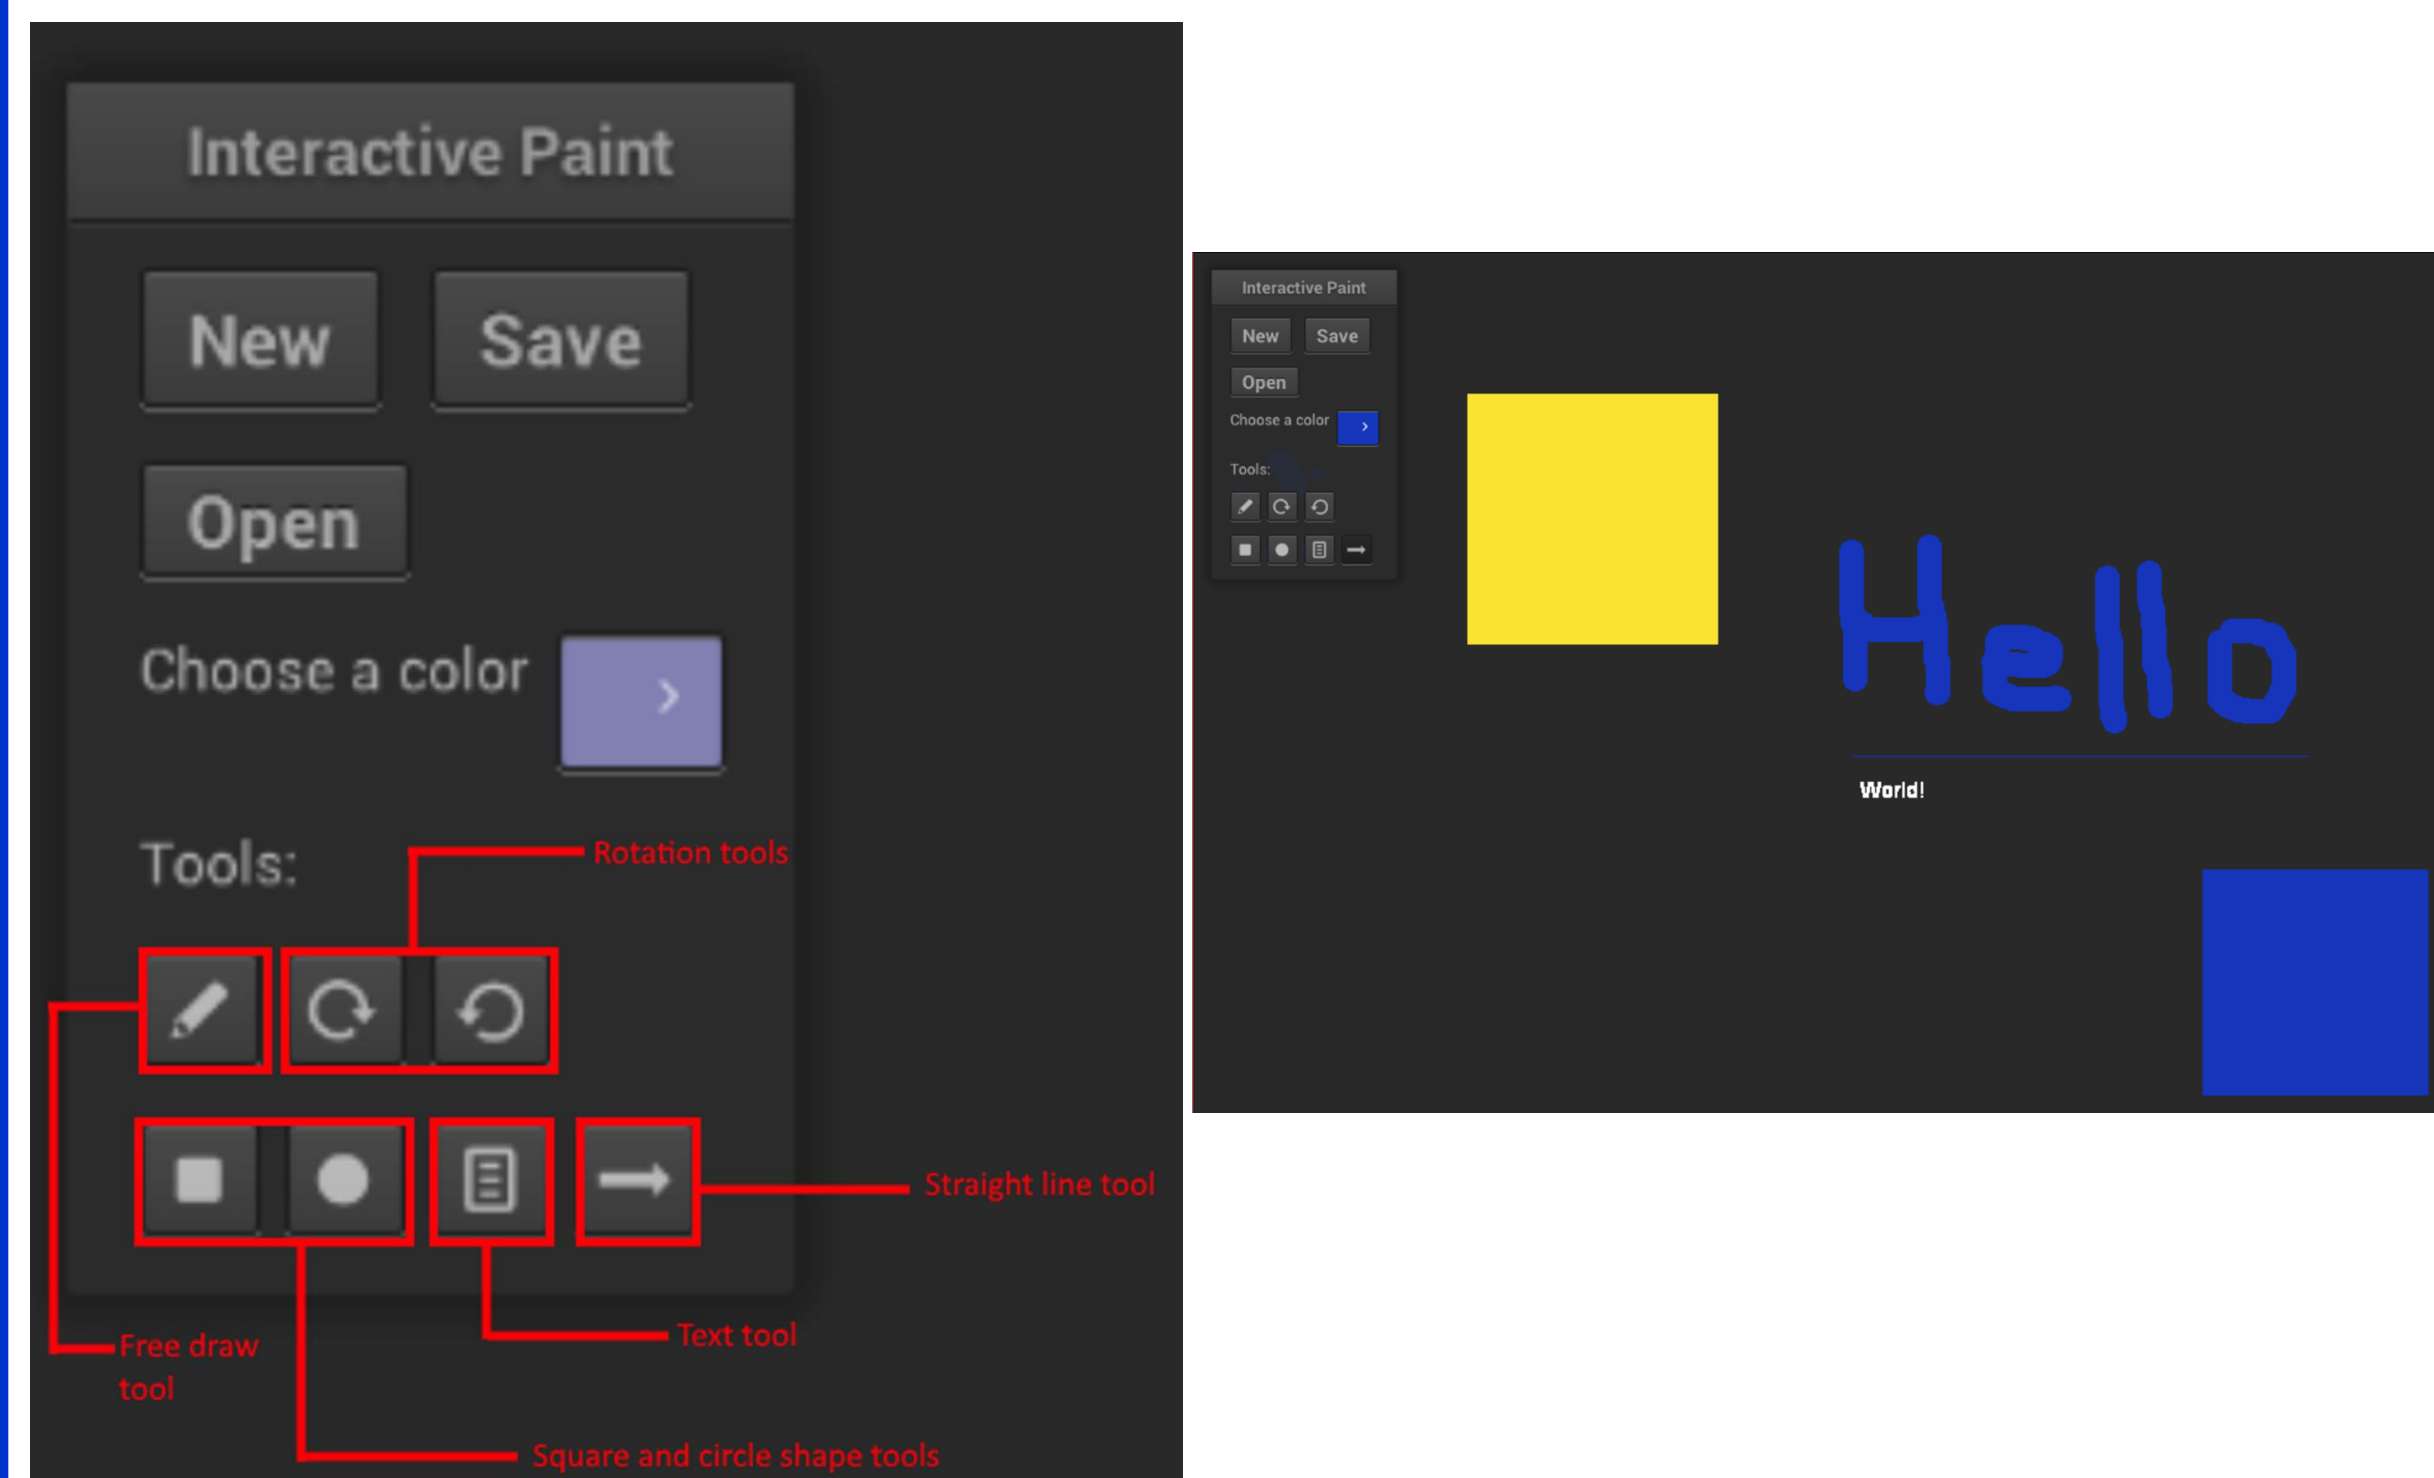 Interactive Paint
New Save
Open
Choose a color
Tools:
Rotation tools
Straight line tool
Text tool
Free draw
tool
Square and circle shape tools
Interactive Paint
New Save
Open
Choose a color
Tools:
Hello
World!